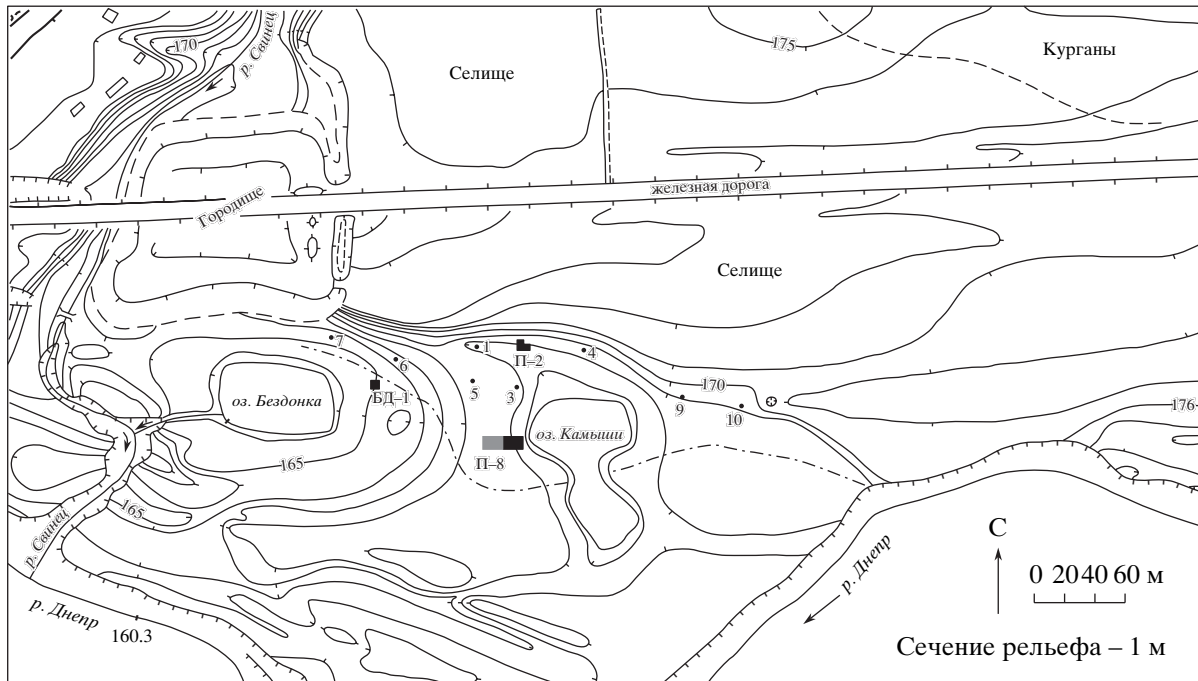 170
р. Свинец
Селище
175
Курганы
железная дорога
Городище
Селище
7
6
1
П–2
4
5
3
БД–1
170
9
10
176
оз. Бездонка
оз. Камыши
П–8
165
165
р. Свинец
р. Днепр
160.3
р. Днепр
С
0 20 40 60 м
Сечение рельефа – 1 м